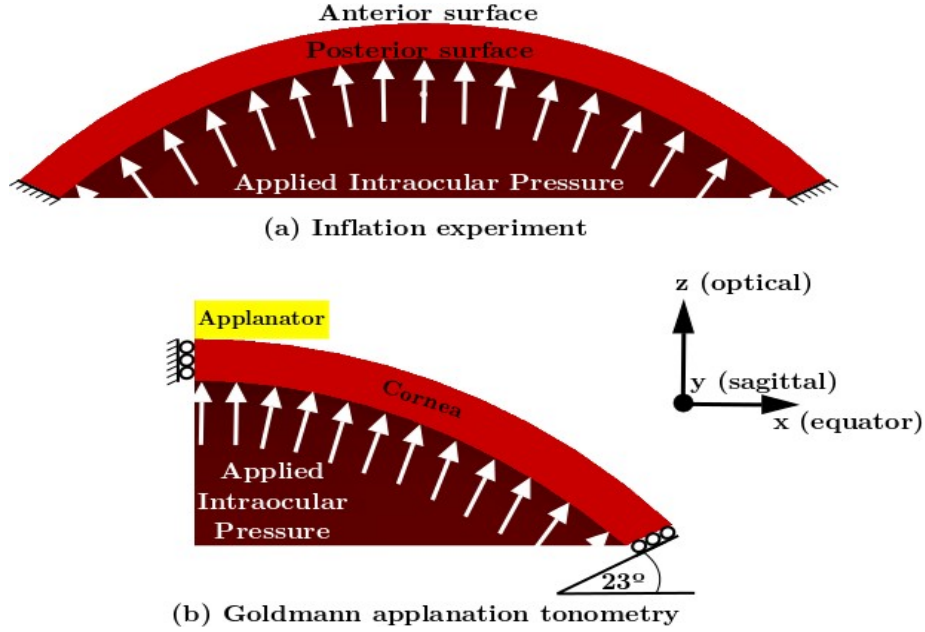 Anterior surface
Posterior surface
Applied Intraocular Pressure
(a) Inflation experiment
Applanator
Cornea
Applied
Intraocular
Pressure
23º
z (optical)
y (sagittal)
x (equator)
(b) Goldmann applanation tonometry